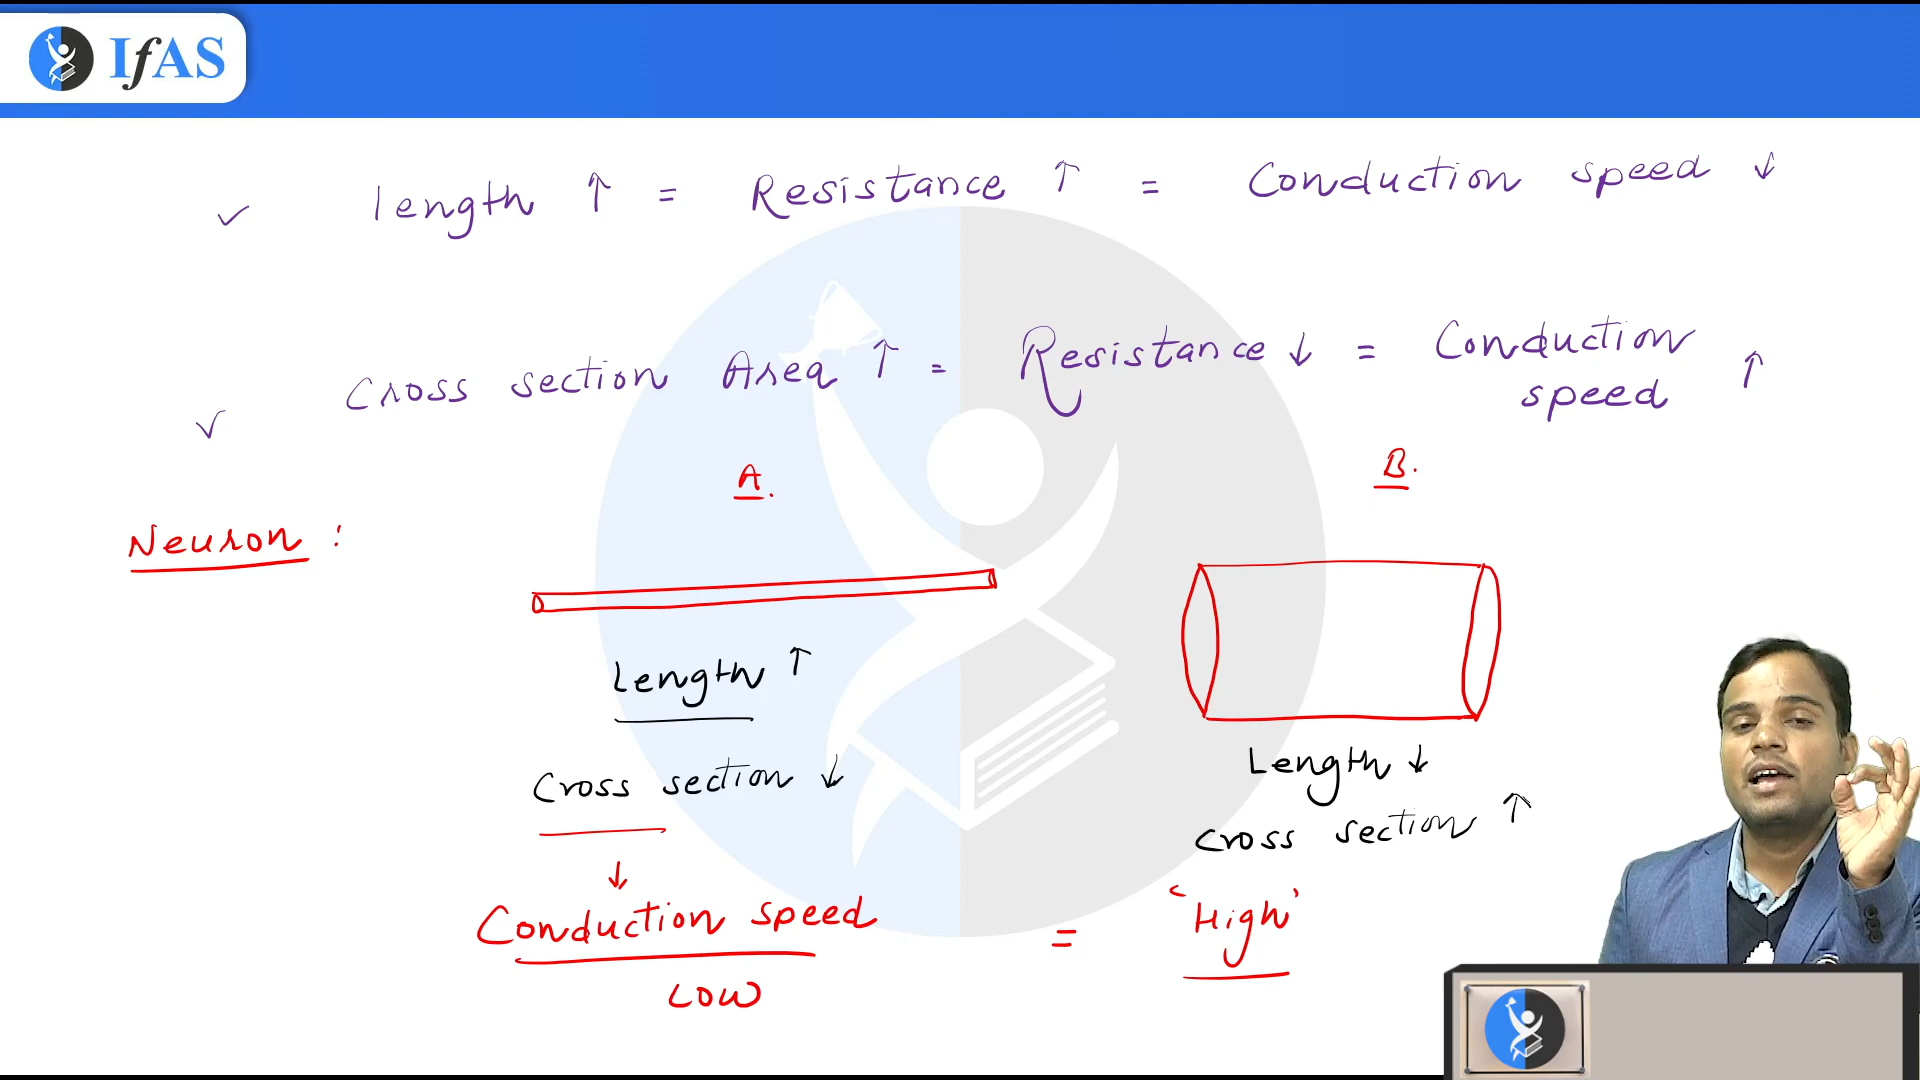 IfAS
✓ length ↑ = Resistance ↑ = Conduction speed ↓
✓ Cross section Area ↑ = Resistance ↓ = Conduction speed ↑
A. B.
Neuron :
Length ↑
Cross section ↓
Length ↓
Cross section ↑
↓
Conduction speed = 'High'
Low